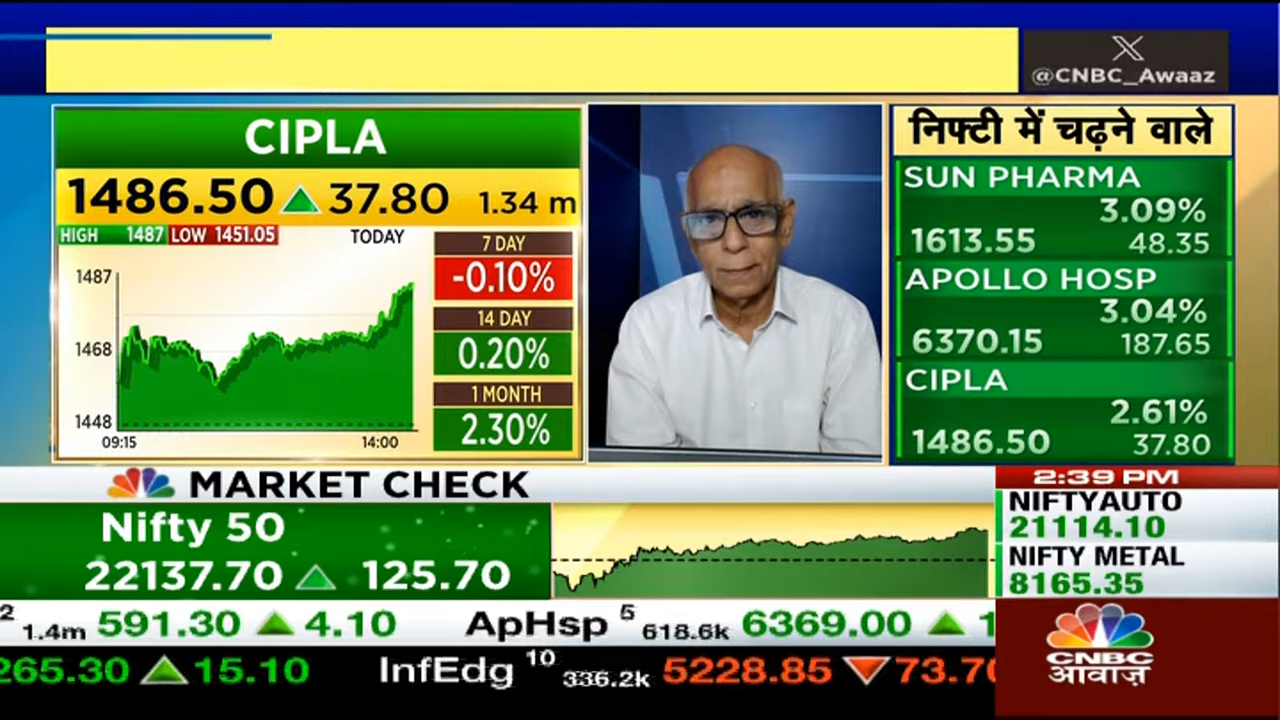 @CNBC_Awaaz
CIPLA
1486.50 ▲ 37.80 1.34 m
HIGH 1487 LOW 1451.05 TODAY
1487
1468
1448
09:15 14:00
7 DAY
-0.10%
14 DAY
0.20%
1 MONTH
2.30%
निफ्टी में चढ़ने वाले
SUN PHARMA
3.09%
1613.55 48.35
APOLLO HOSP
3.04%
6370.15 187.65
CIPLA
2.61%
1486.50 37.80
MARKET CHECK
Nifty 50
22137.70 ▲ 125.70
2:39 PM
NIFTYAUTO
21114.10
NIFTY METAL
8165.35
2 1.4m 591.30 ▲ 4.10 ApHsp 5 618.6k 6369.00 ▲ 1
265.30 ▲ 15.10 InfEdg 10 336.2k 5228.85 ▼ 73.70
CNBC
आवाज़